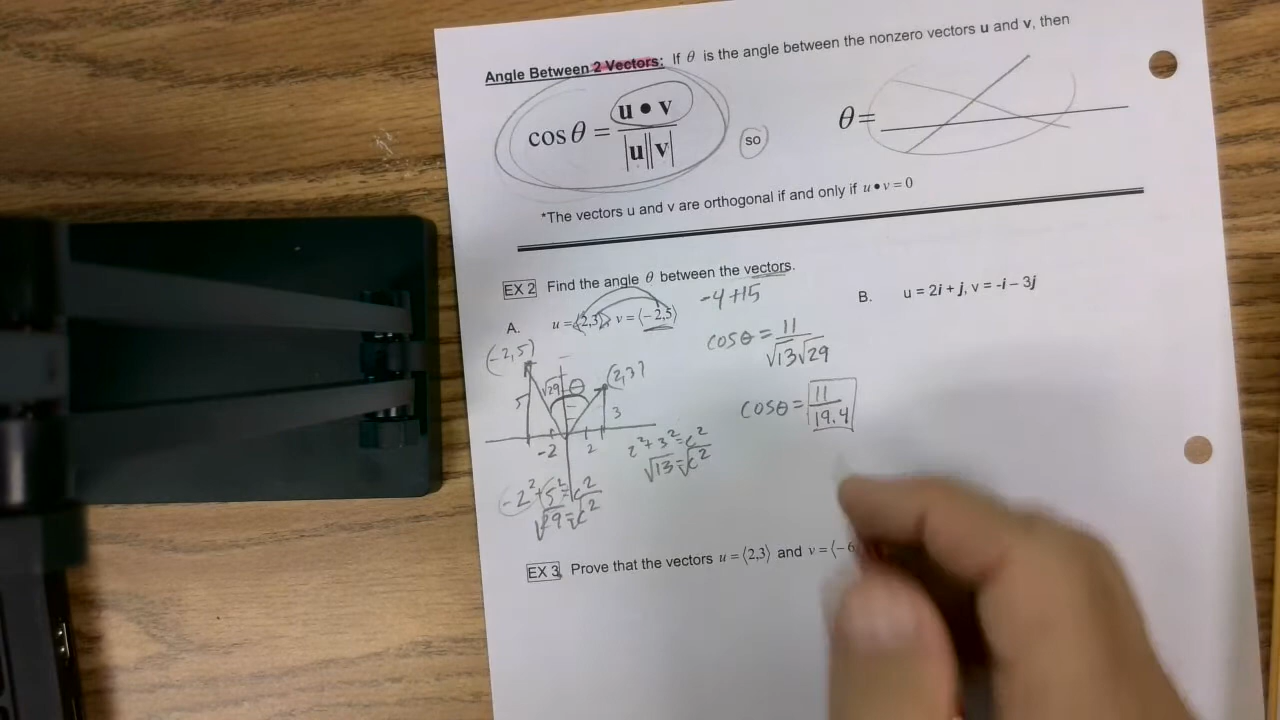 Angle Between 2 Vectors: If θ is the angle between the nonzero vectors u and v, then
cosθ = u • v / |u||v|
so
θ=
*The vectors u and v are orthogonal if and only if u • v = 0
EX 2 Find the angle θ between the vectors.
A. u = ⟨2,3⟩, v = ⟨−2,5⟩
-4+15
B. u = 2i + j, v = -i – 3j
cosθ = 11 / √13 √29
cosθ = 11 / 19.4
(-2,5)
(2,3)
√29
θ
5
3
-2
2
2² + 3² = c²
√13 = √c²
-2² + 5² = c²
√29 = √c²
EX 3 Prove that the vectors u = ⟨2,3⟩ and v = ⟨−6